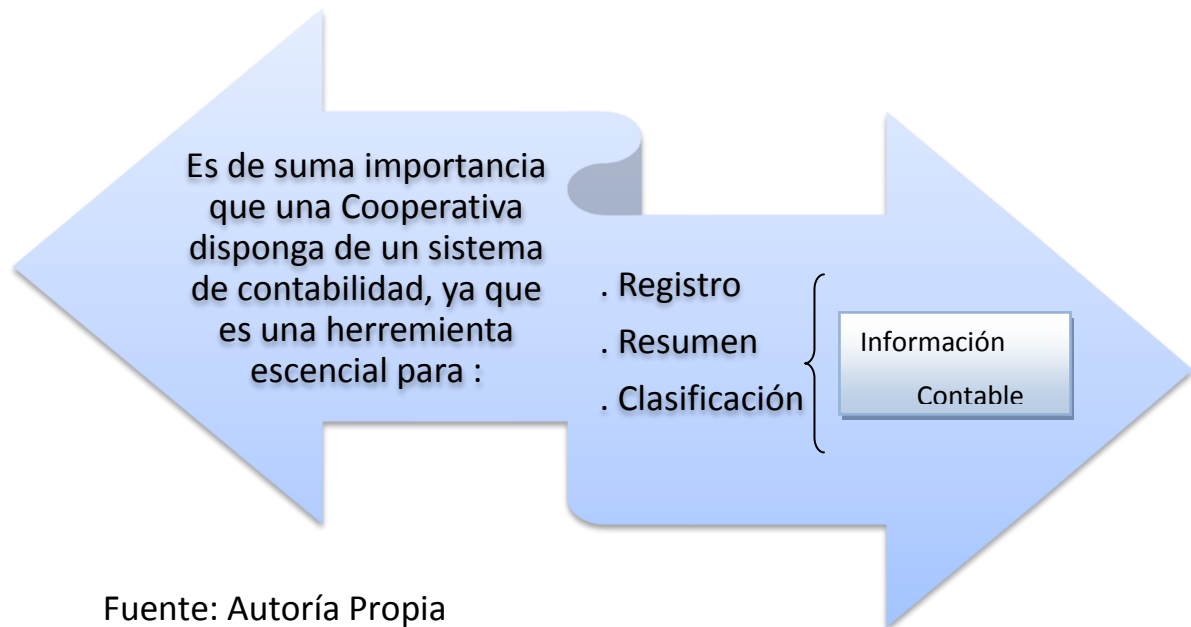 Es de suma importancia
que una Cooperativa
disponga de un sistema
de contabilidad, ya que
es una herremienta
escencial para :
. Registro
. Resumen
. Clasificación
Información
Contable
Fuente: Autoría Propia